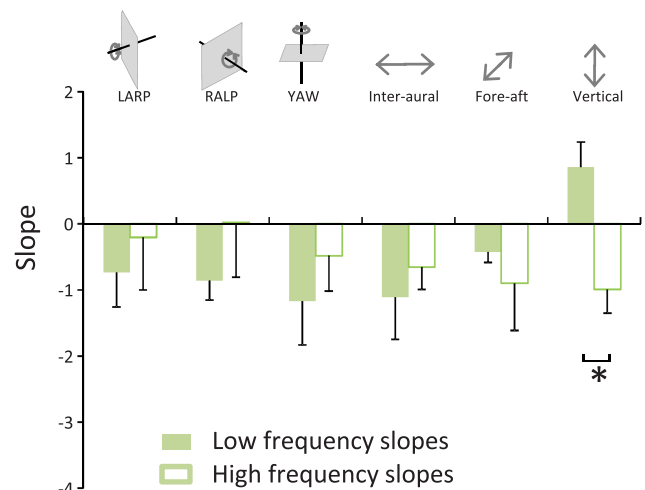 LARP RALP YAW Inter-aural Fore-aft Vertical
2
1
0
-1
-2
-3
-4
Slope
*
Low frequency slopes
High frequency slopes